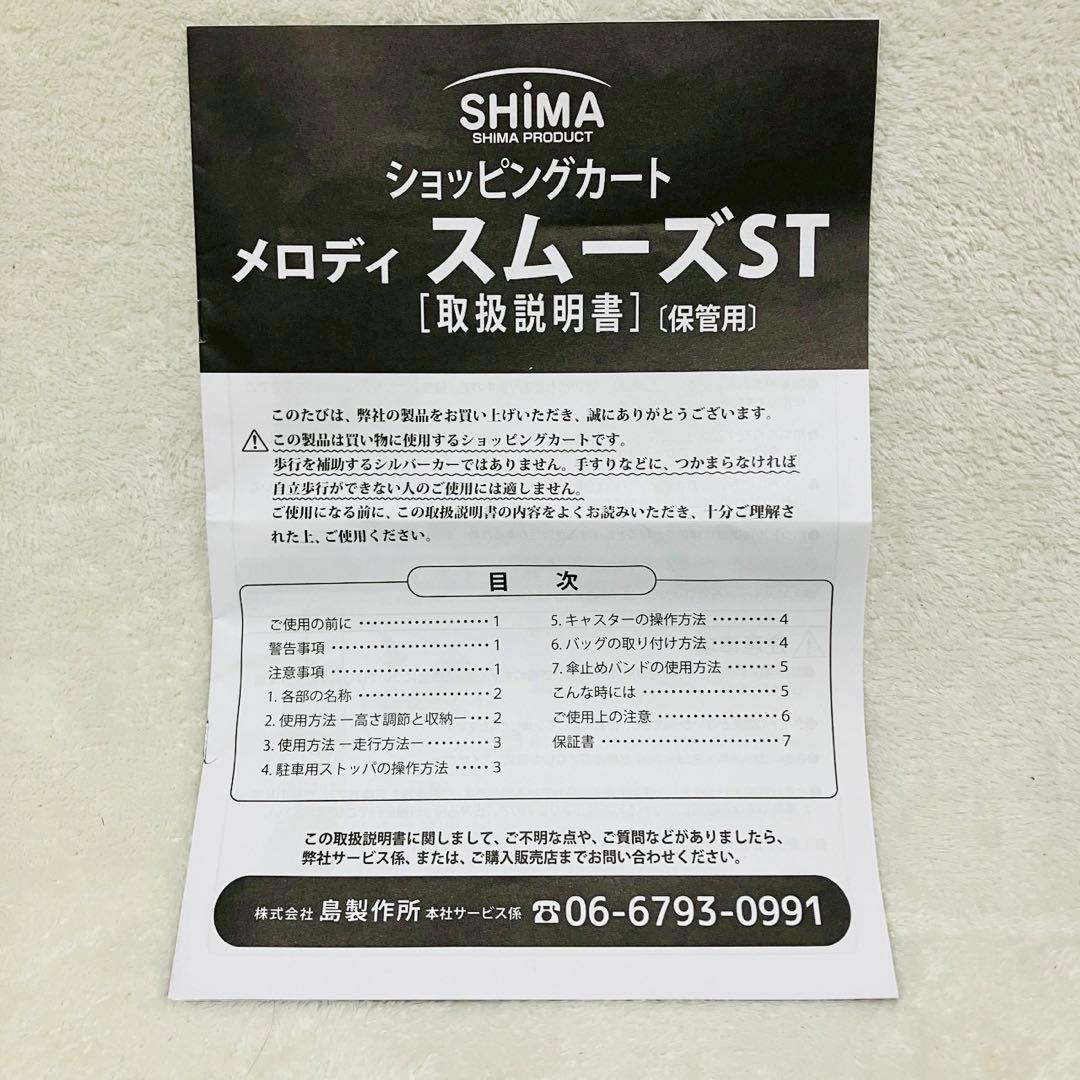 SHiMA
SHIMA PRODUCT
ショッピングカート
メロディ スムーズST
［取扱説明書］〔保管用〕
このたびは、弊社の製品をお買い上げいただき、誠にありがとうございます。
⚠この製品は買い物に使用するショッピングカートです。
歩行を補助するシルバーカーではありません。手すりなどに、つかまらなければ
自立歩行ができない人のご使用には適しません。
ご使用になる前に、この取扱説明書の内容をよくお読みいただき、十分ご理解さ
れた上、ご使用ください。
目 次
ご使用の前に ・・・・・・・・・・・・・・・・・・・ 1
警告事項 ・・・・・・・・・・・・・・・・・・・・・・・ 1
注意事項 ・・・・・・・・・・・・・・・・・・・・・・・ 1
1. 各部の名称 ・・・・・・・・・・・・・・・・・・・ 2
2. 使用方法 ー高さ調節と収納ー ・・・ 2
3. 使用方法 ー走行方法ー ・・・・・・・・・ 3
4. 駐車用ストッパの操作方法 ・・・・・ 3
5. キャスターの操作方法 ・・・・・・・・・ 4
6. バッグの取り付け方法 ・・・・・・・・・ 4
7. 傘止めバンドの使用方法 ・・・・・・・ 5
こんな時には ・・・・・・・・・・・・・・・・・・・ 5
ご使用上の注意 ・・・・・・・・・・・・・・・・・ 6
保証書 ・・・・・・・・・・・・・・・・・・・・・・・・・ 7
この取扱説明書に関しまして、ご不明な点や、ご質問などがありましたら、
弊社サービス係、または、ご購入販売店までお問い合わせください。
株式会社 島製作所 本社サービス係 ☎06-6793-0991